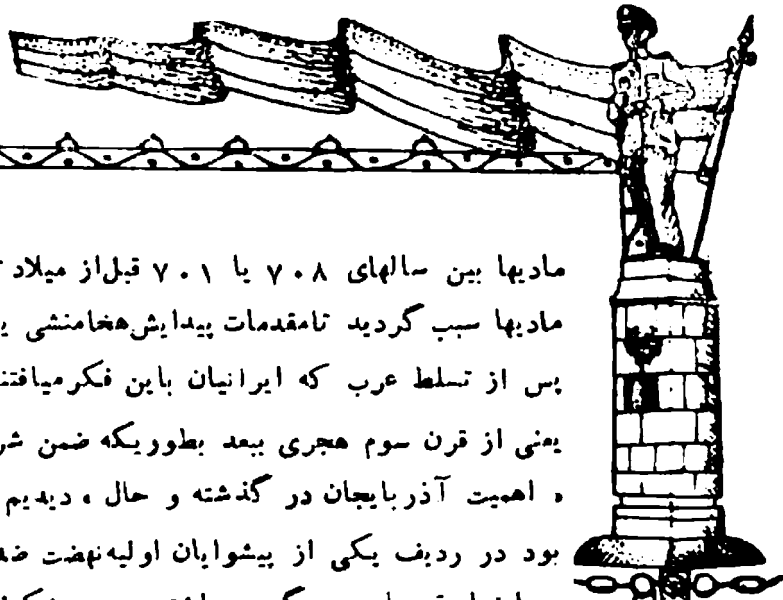 مادیها بین سالهای ۷۰۸ یا ۷۰۱ قبل‌از میلاد
مادیها سبب گردید تامقدمات پیدایش‌هخامنشی
پس از تسلط عرب که ایرانیان باین فکرمیافتند
یعنی از قرن سوم هجری ببعد بطوریکه ضمن
« اهمیت آذربایجان در گذشته و حال » دیدیم
بود در ردیف یکی از پیشوایان اولیه‌نهضت